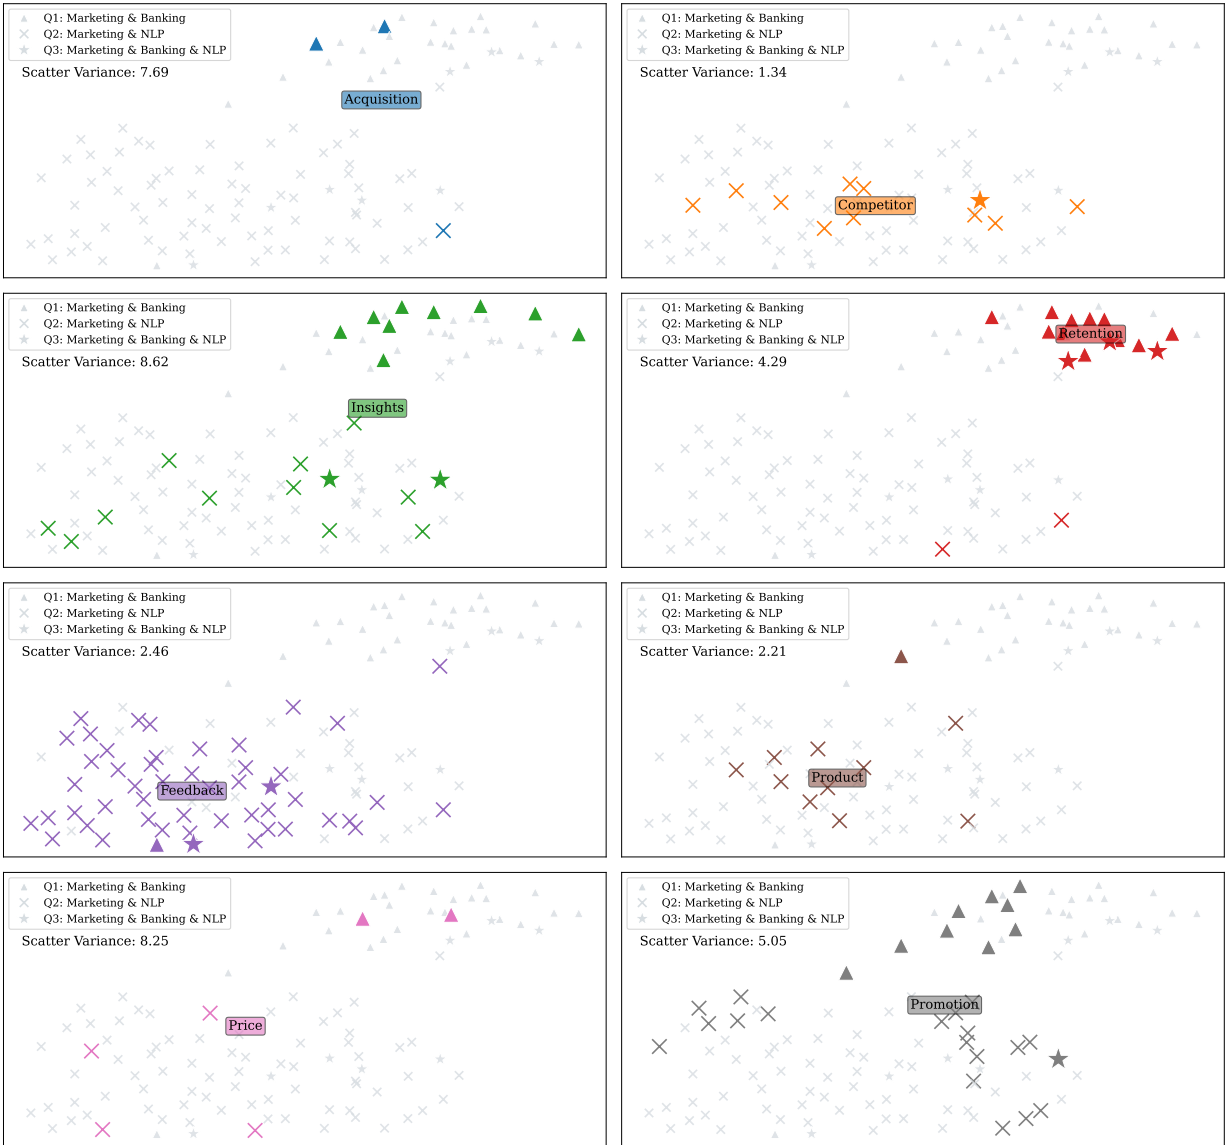 Q1: Marketing & Banking
Q2: Marketing & NLP
Q3: Marketing & Banking & NLP
Scatter Variance: 7.69
Acquisition
Q1: Marketing & Banking
Q2: Marketing & NLP
Q3: Marketing & Banking & NLP
Scatter Variance: 1.34
Competitor
Q1: Marketing & Banking
Q2: Marketing & NLP
Q3: Marketing & Banking & NLP
Scatter Variance: 8.62
Insights
Q1: Marketing & Banking
Q2: Marketing & NLP
Q3: Marketing & Banking & NLP
Scatter Variance: 4.29
Retention
Q1: Marketing & Banking
Q2: Marketing & NLP
Q3: Marketing & Banking & NLP
Scatter Variance: 2.46
Feedback
Q1: Marketing & Banking
Q2: Marketing & NLP
Q3: Marketing & Banking & NLP
Scatter Variance: 2.21
Product
Q1: Marketing & Banking
Q2: Marketing & NLP
Q3: Marketing & Banking & NLP
Scatter Variance: 8.25
Price
Q1: Marketing & Banking
Q2: Marketing & NLP
Q3: Marketing & Banking & NLP
Scatter Variance: 5.05
Promotion